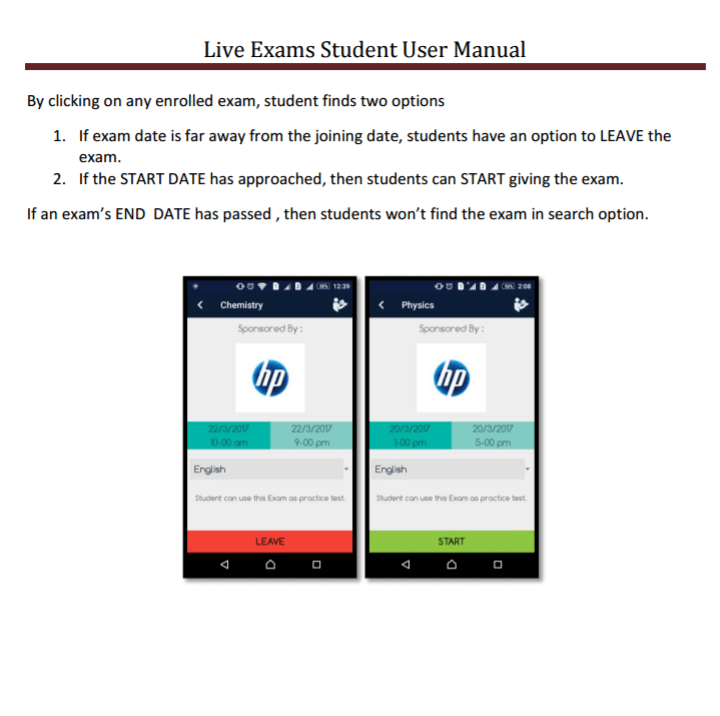 Live Exams Student User Manual
By clicking on any enrolled exam, student finds two options
1. If exam date is far away from the joining date, students have an option to LEAVE the
exam.
2. If the START DATE has approached, then students can START giving the exam.
If an exam's END  DATE has passed , then students won't find the exam in search option.
12:39
Chemistry
Sponsored By :
hp
22/3/2017 22/3/2017
10-00 am 9-00 pm
English
Student can use this Exam as practice test.
LEAVE
2:08
Physics
Sponsored By :
hp
20/3/2017 20/3/2017
1-00 pm 5-00 pm
English
Student can use this Exam as practice test.
START